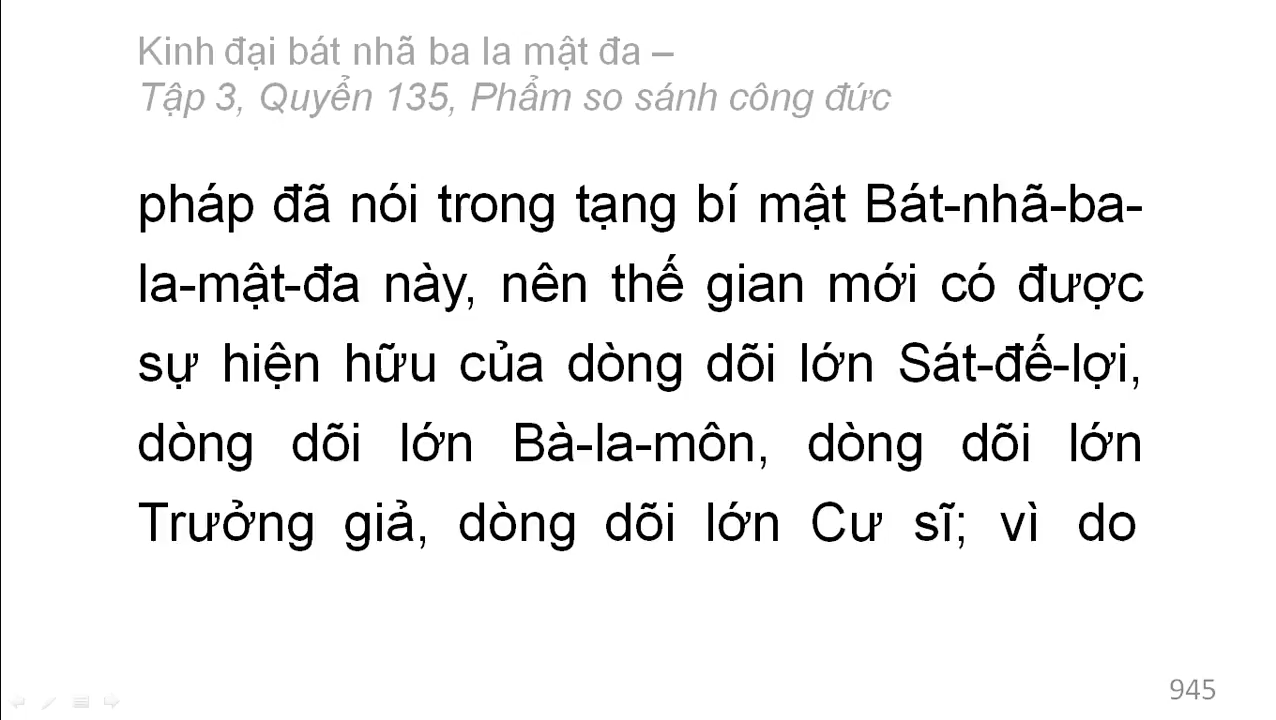 Kinh đại bát nhã ba la mật đa –
Tập 3, Quyển 135, Phẩm so sánh công đức
pháp đã nói trong tạng bí mật Bát-nhã-ba-
la-mật-đa này, nên thế gian mới có được
sự hiện hữu của dòng dõi lớn Sát-đế-lợi,
dòng dõi lớn Bà-la-môn, dòng dõi lớn
Trưởng giả, dòng dõi lớn Cư sĩ; vì do
945